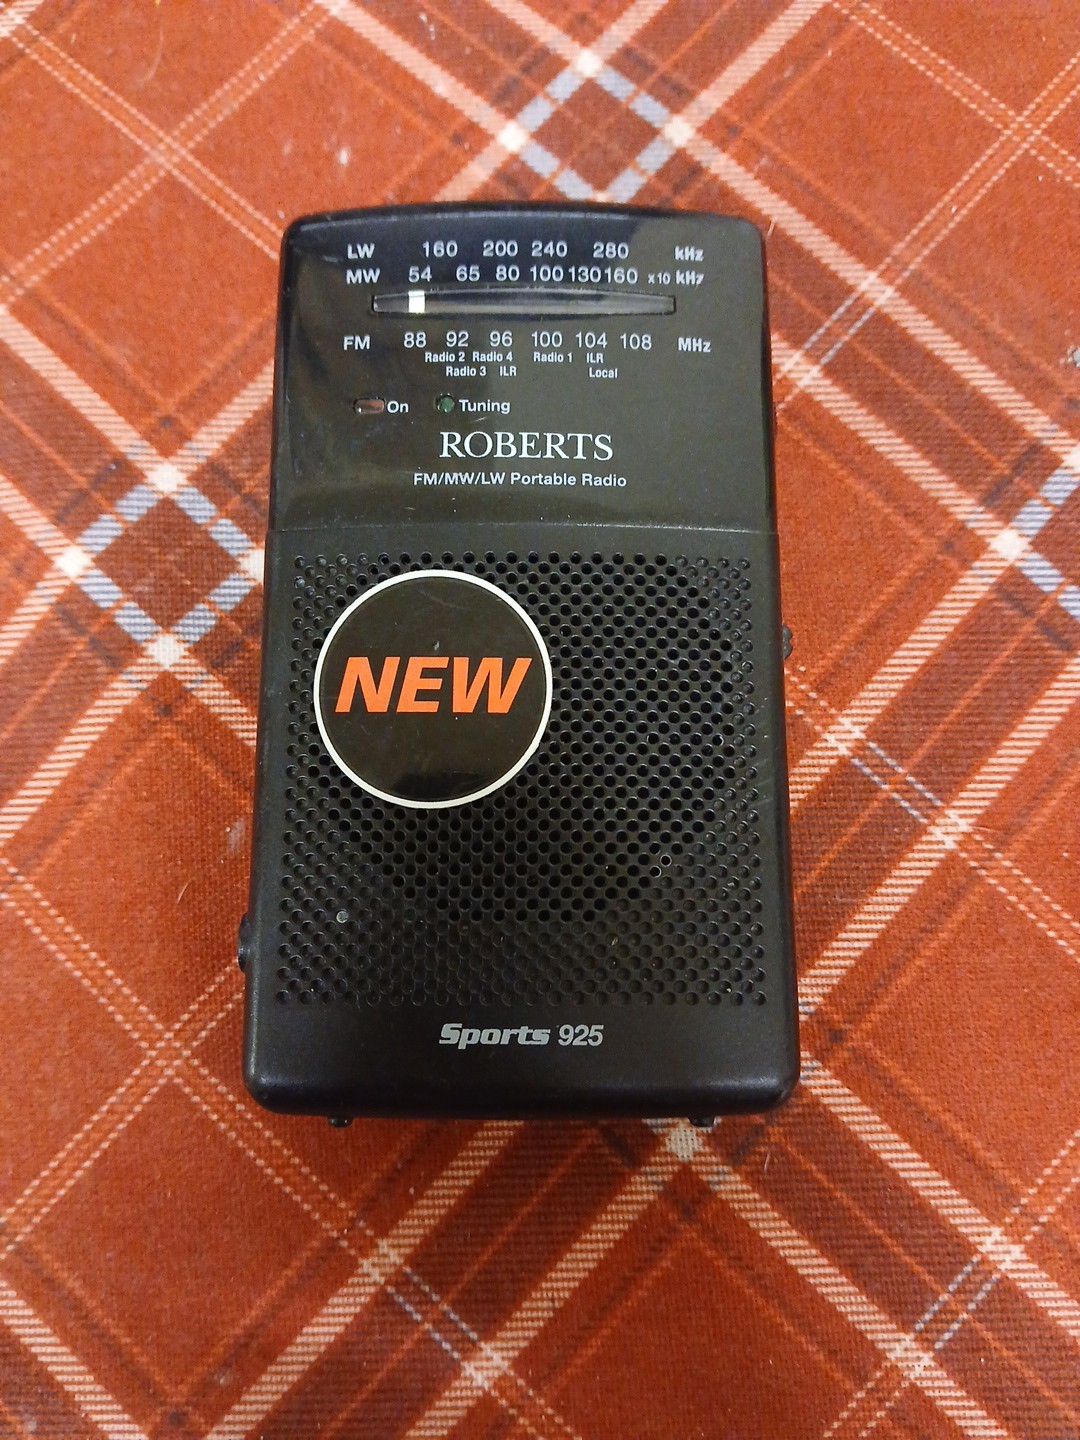 LW 160 200 240 280 kHz
MW 54 65 80 100 130 160 x10 kHz
FM 88 92 96 100 104 108 MHz
Radio 2 Radio 4 Radio 1 ILR
Radio 3 ILR Local
On Tuning
ROBERTS
FM/MW/LW Portable Radio
NEW
Sports 925